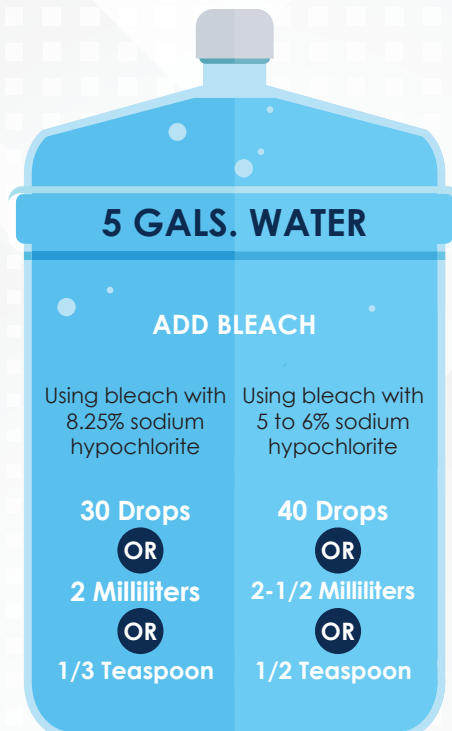 5 GALS. WATER
ADD BLEACH
Using bleach with
8.25% sodium
hypochlorite
30 Drops
OR
2 Milliliters
OR
1/3 Teaspoon
Using bleach with
5 to 6% sodium
hypochlorite
40 Drops
OR
2-1/2 Milliliters
OR
1/2 Teaspoon